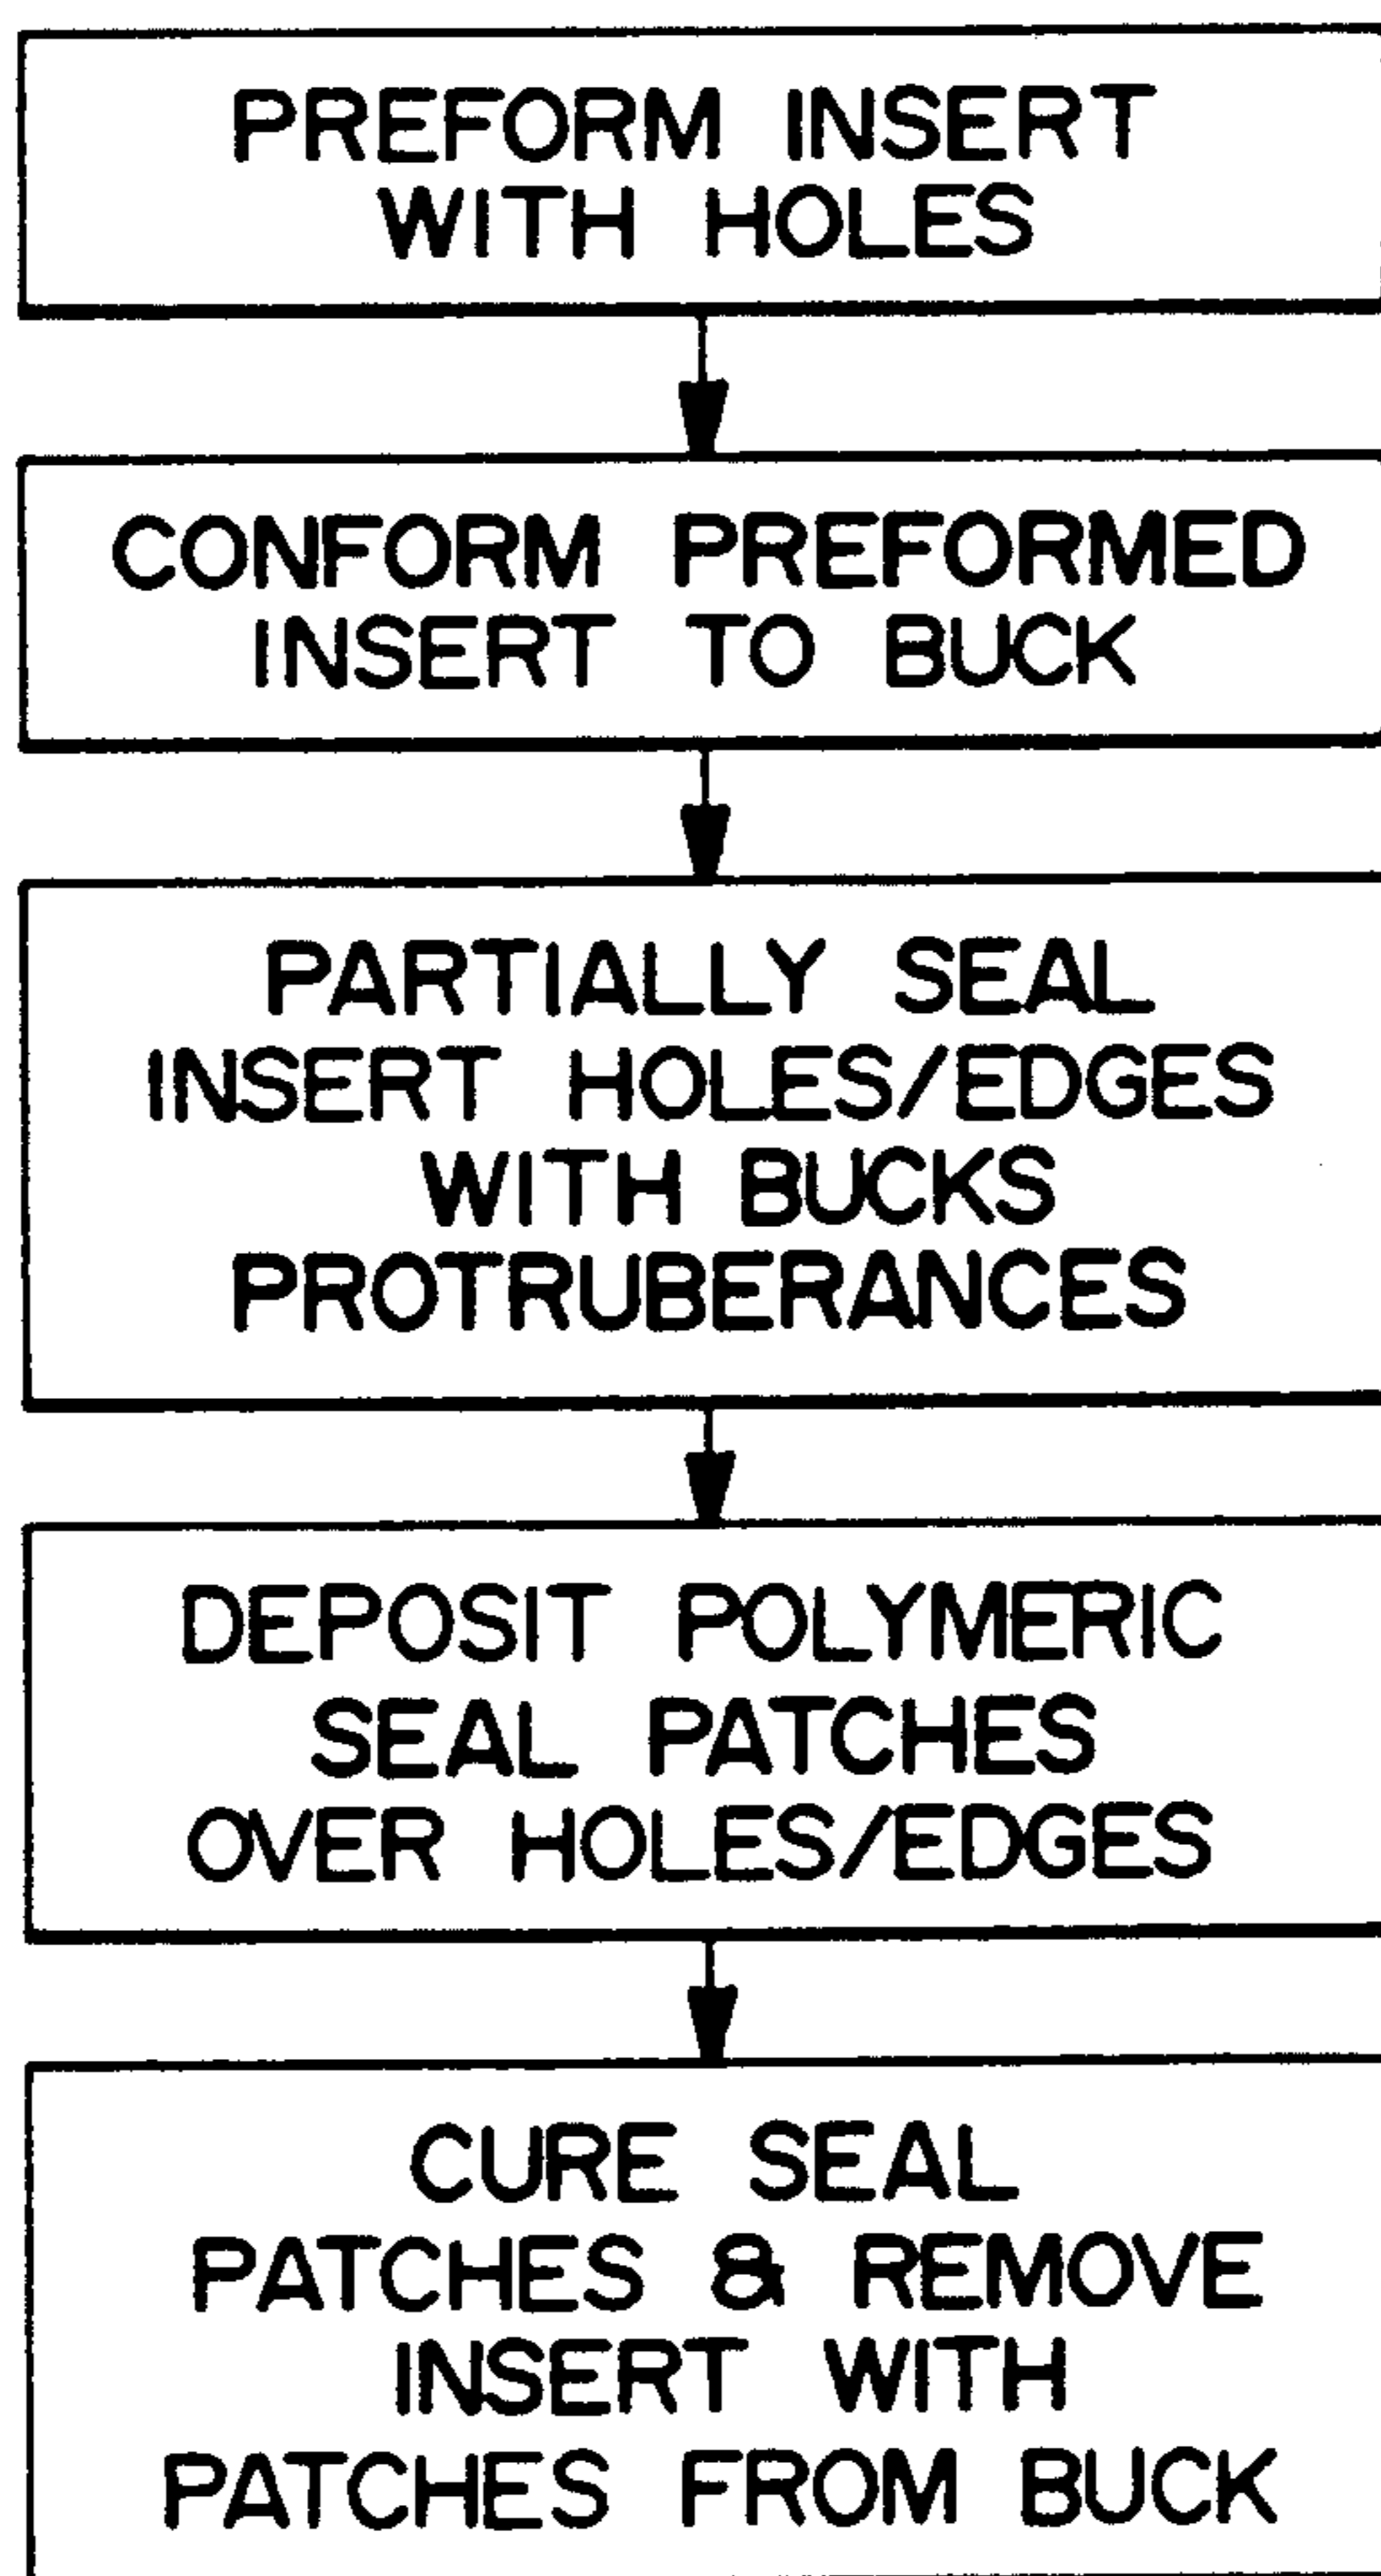 PREFORM INSERT
WITH HOLES
CONFORM PREFORMED
INSERT TO BUCK
PARTIALLY SEAL
INSERT HOLES/EDGES
WITH BUCKS
PROTRUBERANCES
DEPOSIT POLYMERIC
SEAL PATCHES
OVER HOLES/EDGES
CURE SEAL
PATCHES & REMOVE
INSERT WITH
PATCHES FROM BUCK